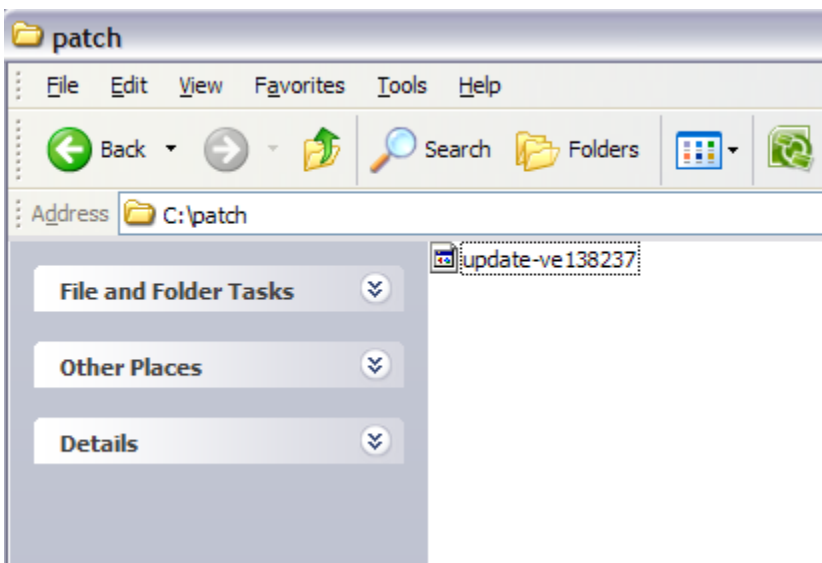 patch
File Edit View Favorites Tools Help
Back Search Folders
Address C:\patch
update-ve138237
File and Folder Tasks
Other Places
Details